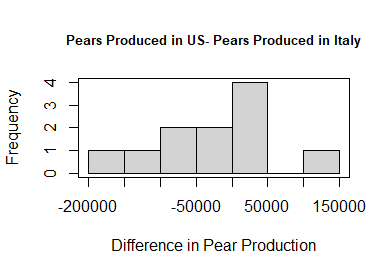 Pears Produced in US- Pears Produced in Italy
Frequency
4
3
2
1
0
-200000 -50000 50000 150000
Difference in Pear Production